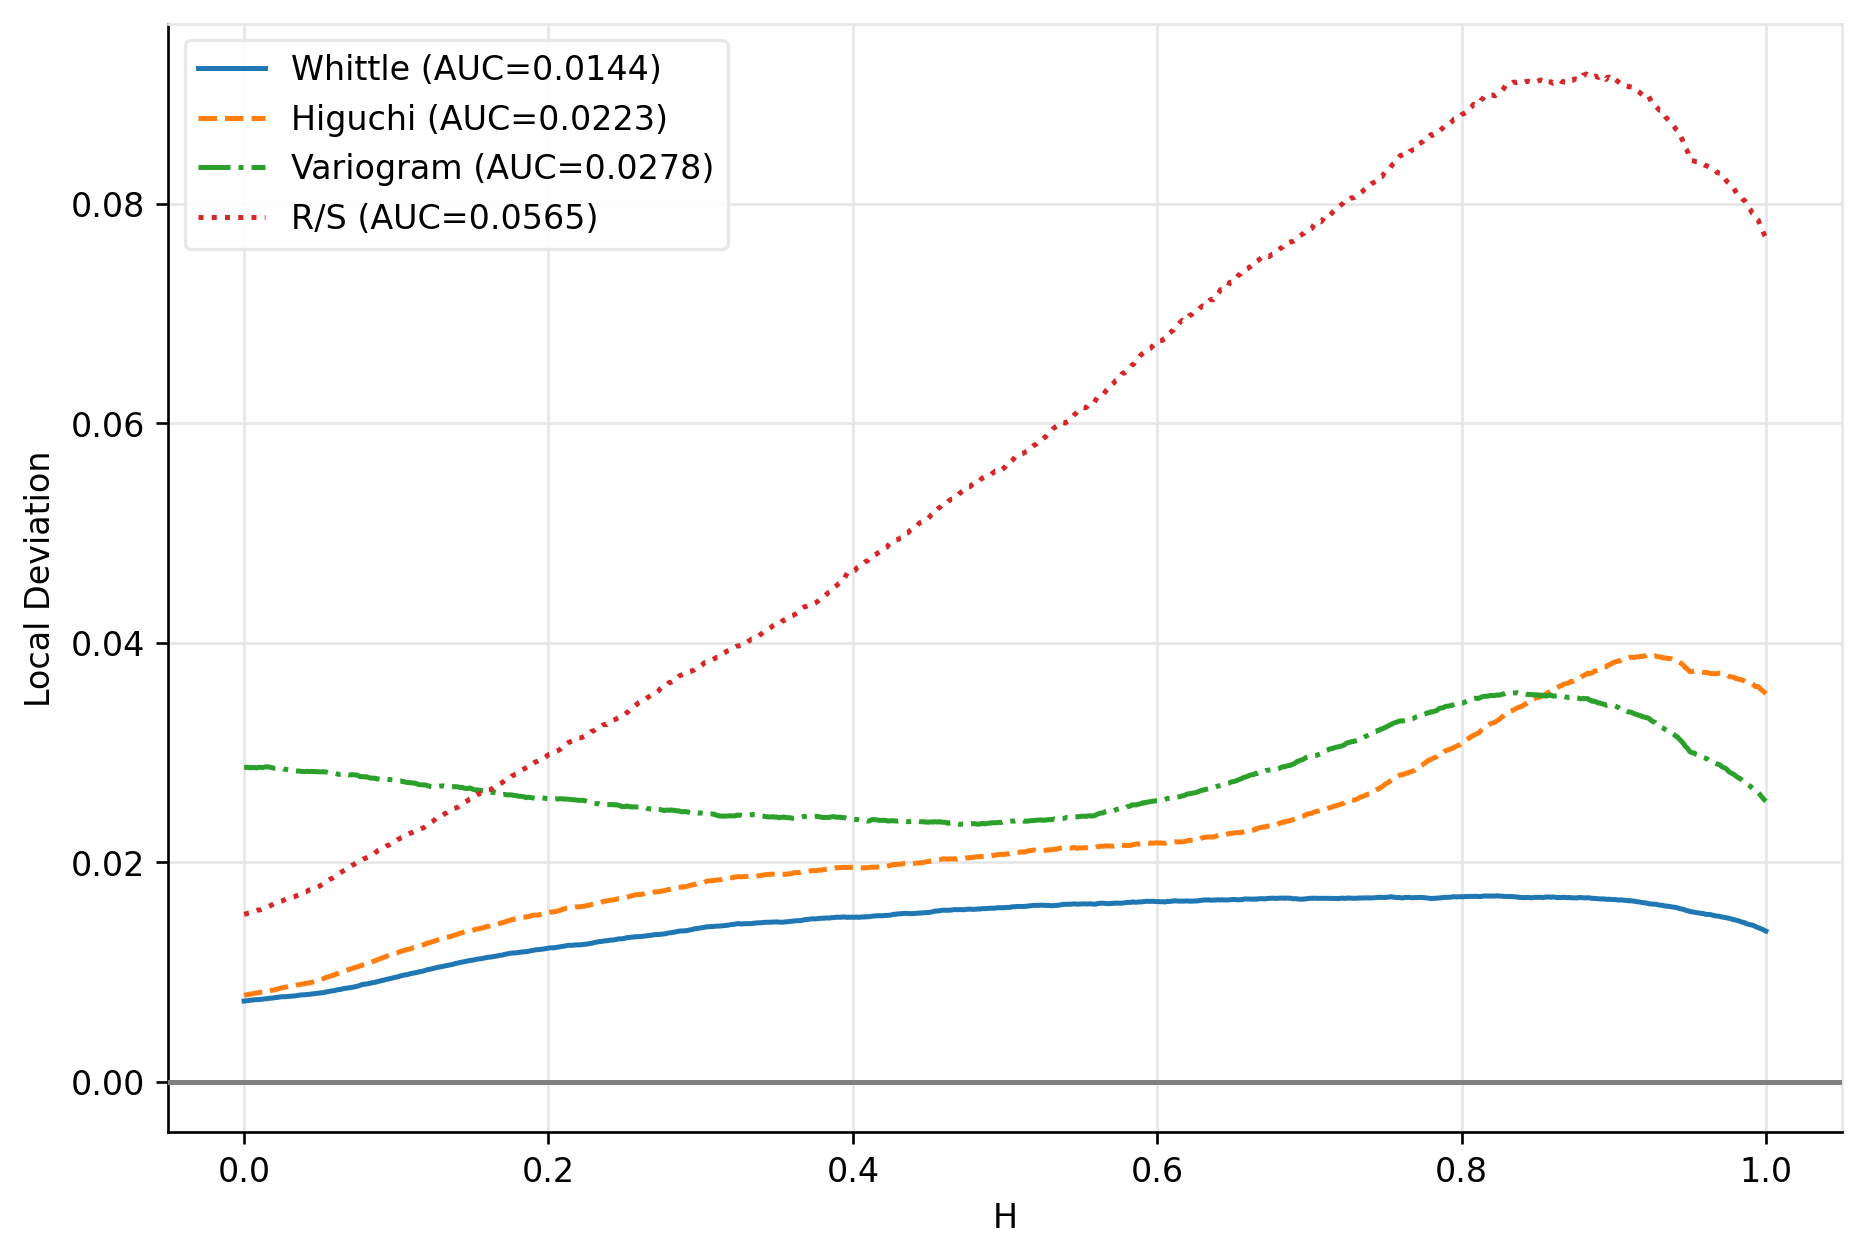 Whittle (AUC=0.0144)
Higuchi (AUC=0.0223)
Variogram (AUC=0.0278)
R/S (AUC=0.0565)
Local Deviation
0.08
0.06
0.04
0.02
0.00
0.0 0.2 0.4 0.6 0.8 1.0
H